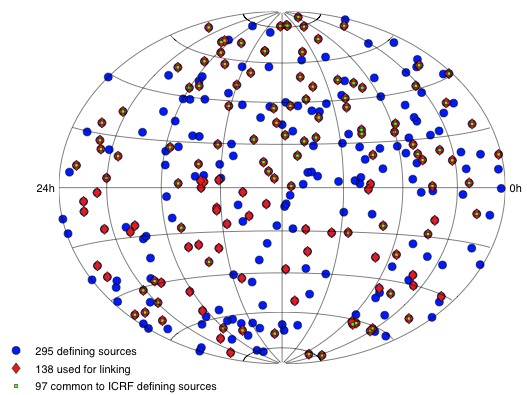 24h
0h
295 defining sources
138 used for linking
97 common to ICRF defining sources